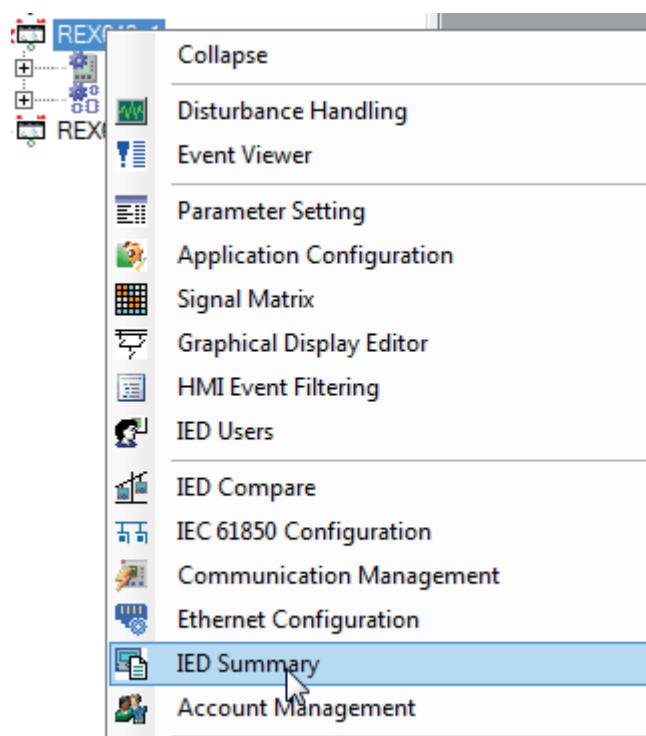 Collapse
Disturbance Handling
Event Viewer
Parameter Setting
Application Configuration
Signal Matrix
Graphical Display Editor
HMI Event Filtering
IED Users
IED Compare
IEC 61850 Configuration
Communication Management
Ethernet Configuration
IED Summary
Account Management